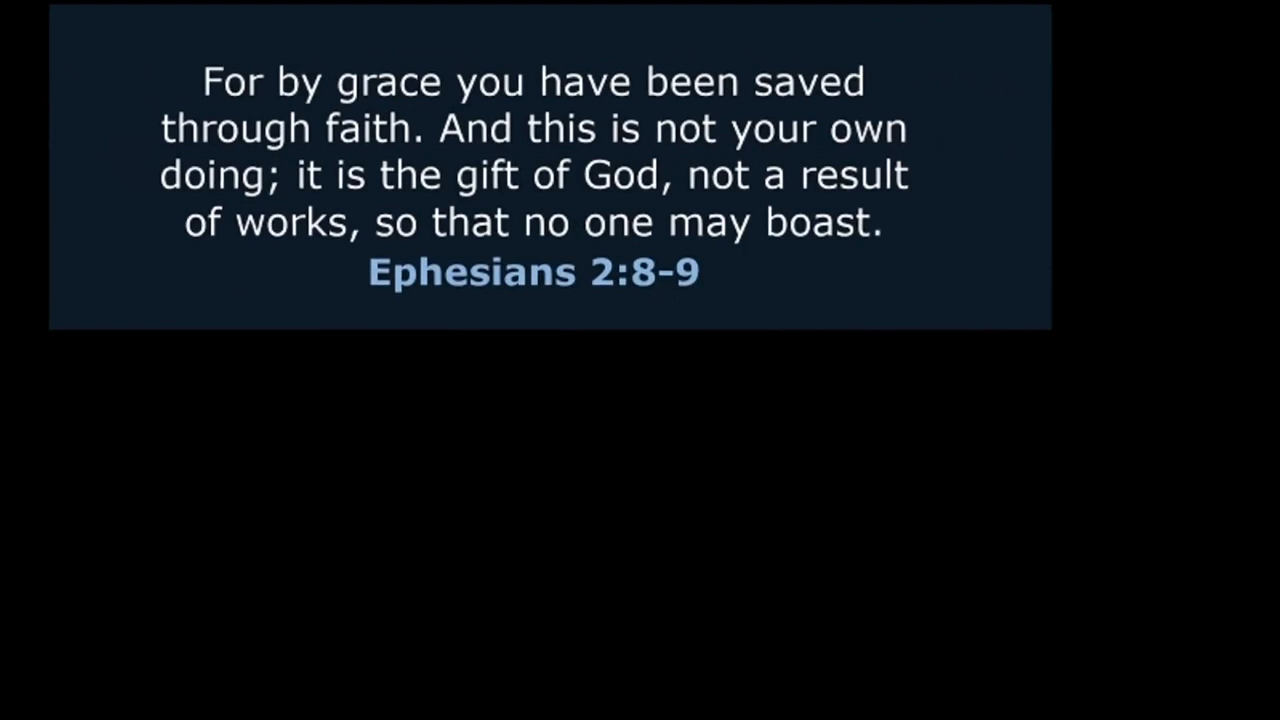 For by grace you have been saved
through faith. And this is not your own
doing; it is the gift of God, not a result
of works, so that no one may boast.
Ephesians 2:8-9